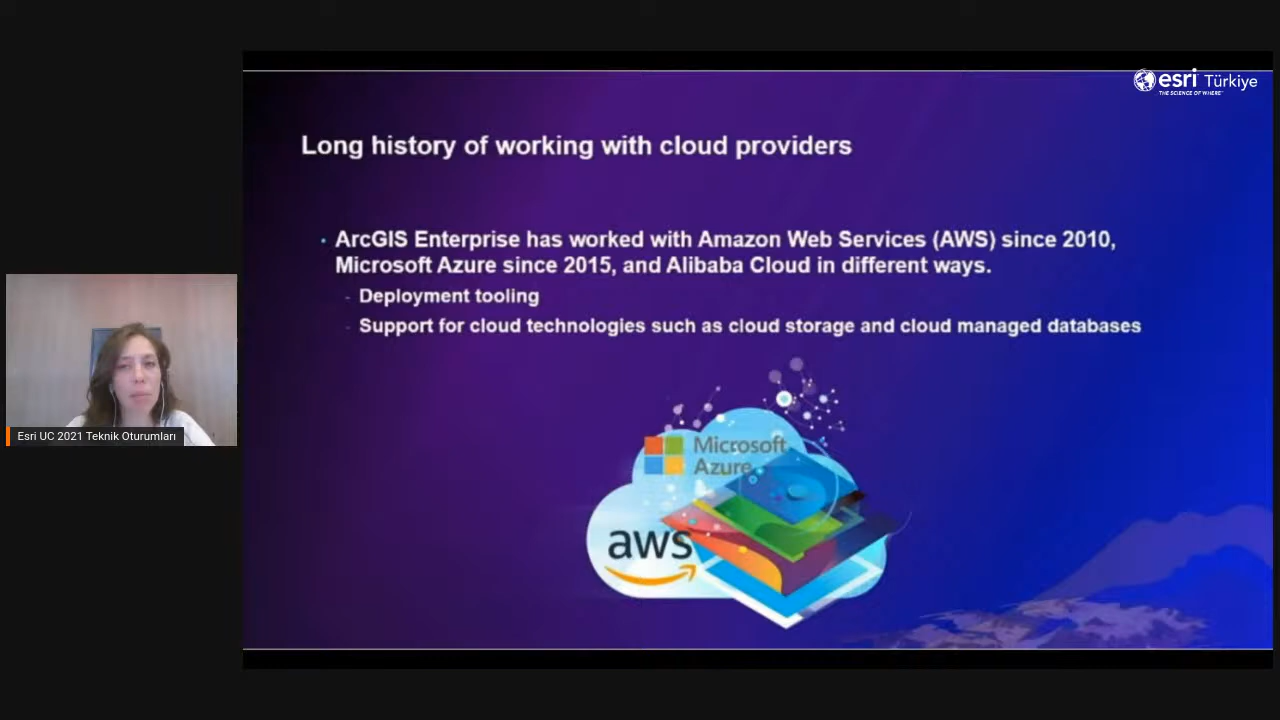 esri Türkiye
THE SCIENCE OF WHERE™
Long history of working with cloud providers
• ArcGIS Enterprise has worked with Amazon Web Services (AWS) since 2010,
Microsoft Azure since 2015, and Alibaba Cloud in different ways.
- Deployment tooling
- Support for cloud technologies such as cloud storage and cloud managed databases
Esri UC 2021 Teknik Oturumları
Microsoft
Azure
aws